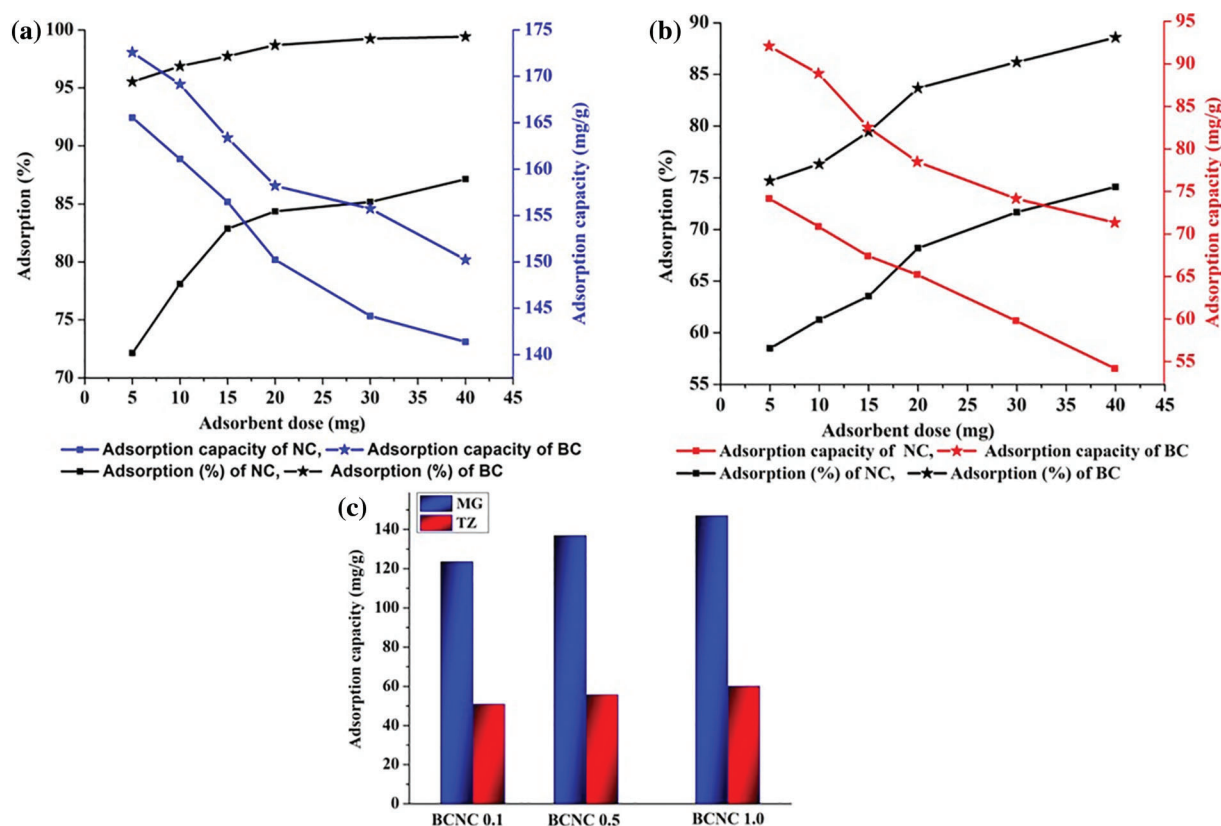 (a)
100
95
90
85
80
75
70
Adsorption (%)
175
170
165
160
155
150
145
140
Adsorption capacity (mg/g)
0 5 10 15 20 25 30 35 40 45
Adsorbent dose (mg)
Adsorption capacity of NC, Adsorption capacity of BC
Adsorption (%) of NC, Adsorption (%) of BC
(b)
90
85
80
75
70
65
60
55
Adsorption (%)
95
90
85
80
75
70
65
60
55
Adsorption capacity (mg/g)
0 5 10 15 20 25 30 35 40 45
Adsorbent dose (mg)
Adsorption capacity of NC, Adsorption capacity of BC
Adsorption (%) of NC, Adsorption (%) of BC
(c)
MG
TZ
140
120
100
80
60
40
20
0
Adsorption capacity (mg/g)
BCNC 0.1 BCNC 0.5 BCNC 1.0